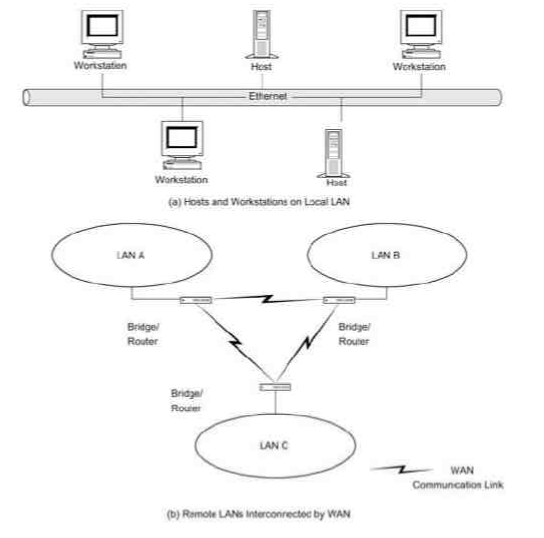 Workstation
Host
Workstation
Ethernet
Workstation
Host
(a) Hosts and Workstations on Local LAN
LAN A
LAN B
Bridge/
Router
Bridge/
Router
Bridge/
Router
LAN C
WAN
Communication Link
(b) Remote LANs Interconnected by WAN